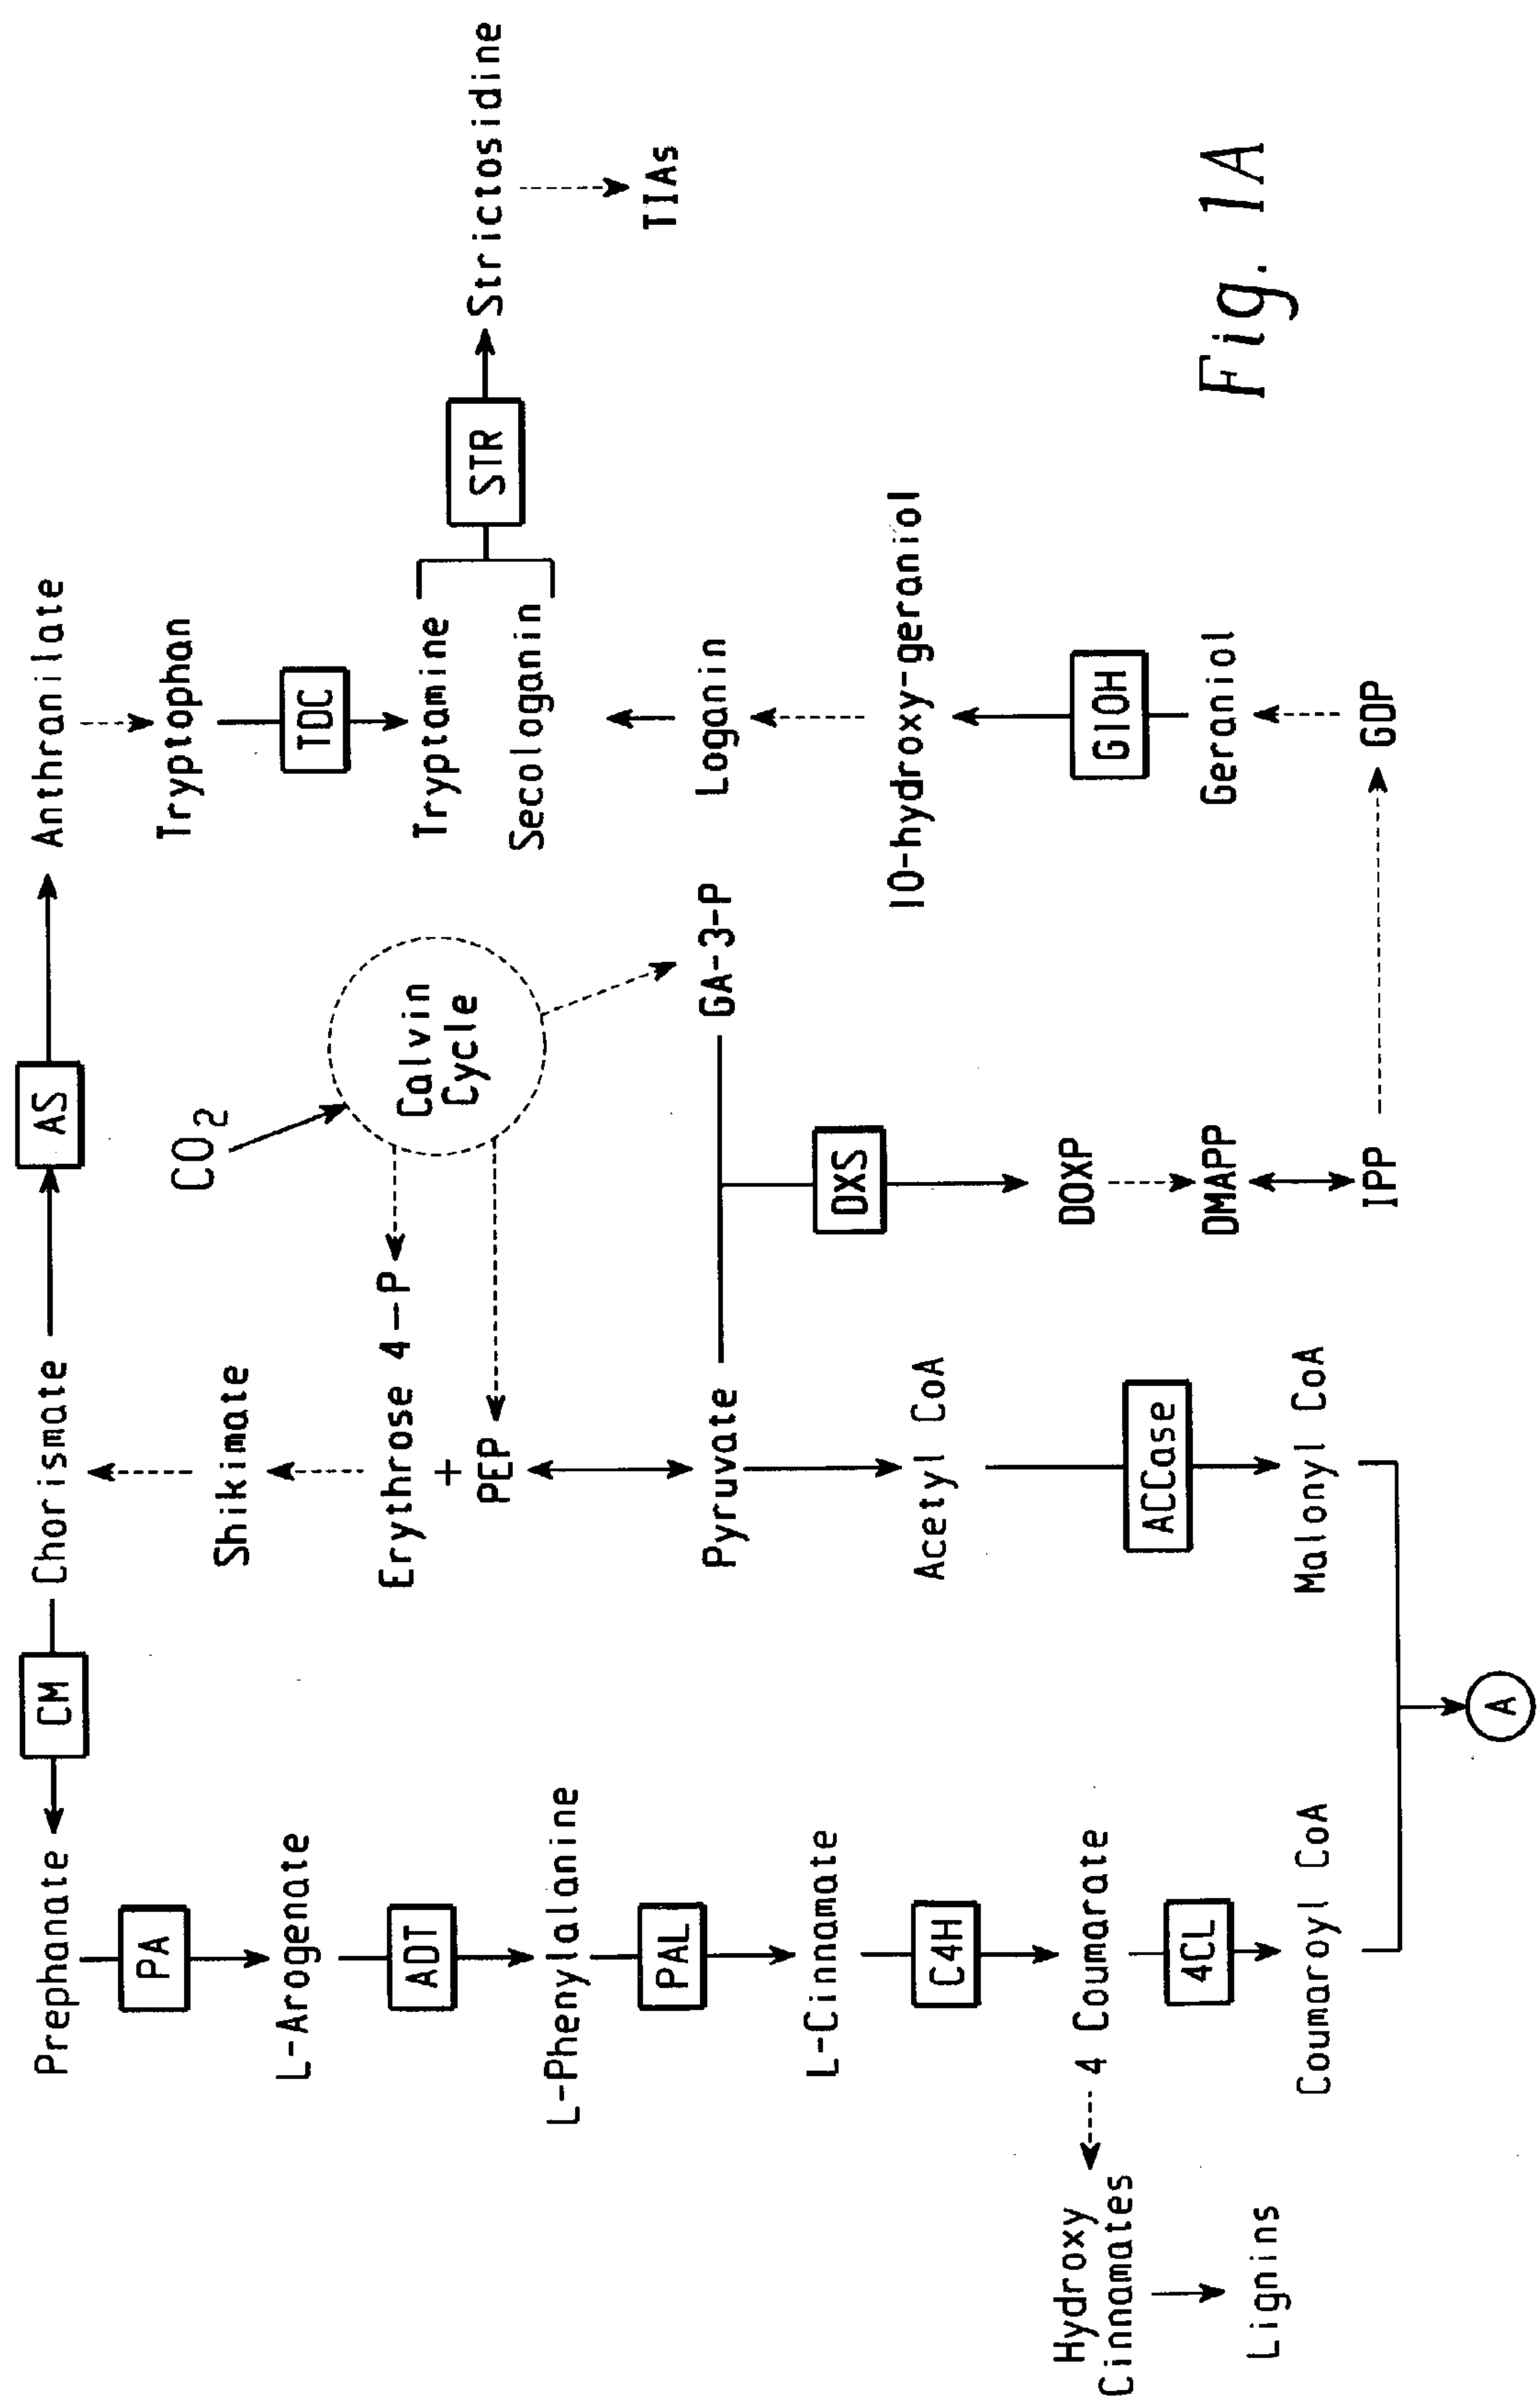 Prephanate
CM
Chorismate
AS
Anthranilate
PA
L-Arogenate
ADT
L-Phenylalanine
PAL
L-Cinnamate
C4H
4 Coumarate
4CL
Coumaroyl CoA
Hydroxy
Cinnamates
Lignins
Shikimate
Erythrose 4-P
+
PEP
Pyruvate
Acetyl CoA
ACCase
Malonyl CoA
A
CO2
Calvin
Cycle
GA-3-P
DXS
DOXP
DMAPP
IPP
GDP
Geraniol
G10H
10-hydroxy-geraniol
Loganin
Secologanin
Tryptamine
TDC
Tryptophan
STR
Strictosidine
TIAs
Fig. 1A